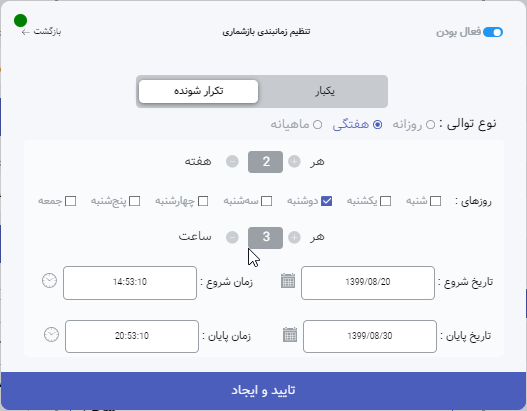 فعال بودن تنظیم زمانبندی بازشماری بازگشت ←
یکبار تکرار شونده
نوع توالی : روزانه هفتگی ماهیانه
هر + 2 − هفته
روزهای : شنبه یکشنبه دوشنبه سه‌شنبه چهارشنبه پنج‌شنبه جمعه
هر + 3 − ساعت
تاریخ شروع : 1399/08/20 زمان شروع : 14:53:10
تاریخ پایان : 1399/08/30 زمان پایان : 20:53:10
تایید و ایجاد